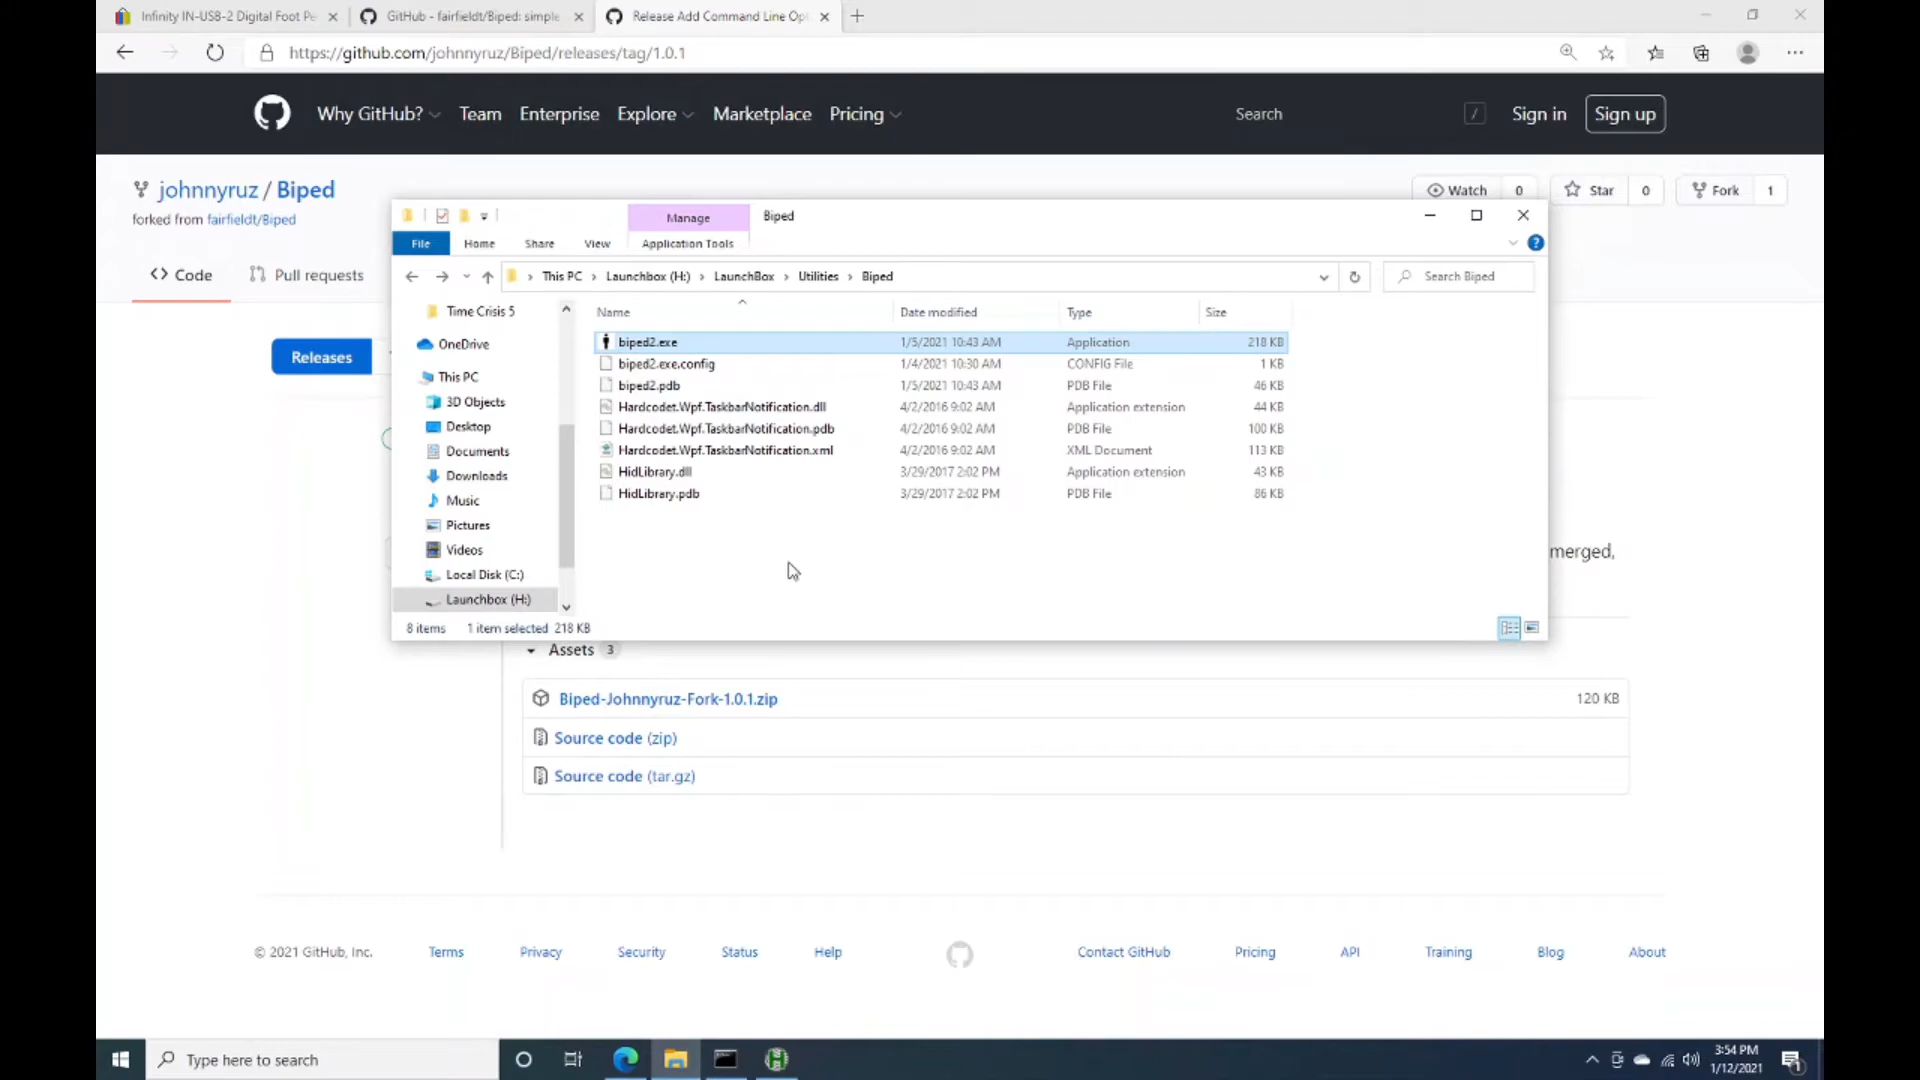 Infinity IN-USB-2 Digital Foot Pe
GitHub - fairfieldt/Biped: simple
Release Add Command Line Op
https://github.com/johnnyruz/Biped/releases/tag/1.0.1
Why GitHub? Team Enterprise Explore Marketplace Pricing Search / Sign in Sign up
johnnyruz / Biped
Watch 0 Star 0 Fork 1
forked from fairfieldt/Biped
Code Pull requests
Releases
Manage Biped
File Home Share View Application Tools
This PC > Launchbox (H:) > LaunchBox > Utilities > Biped Search Biped
Time Crisis 5
OneDrive
This PC
3D Objects
Desktop
Documents
Downloads
Music
Pictures
Videos
Local Disk (C:)
Launchbox (H:)
Name Date modified Type Size
biped2.exe 1/5/2021 10:43 AM Application 218 KB
biped2.exe.config 1/4/2021 10:30 AM CONFIG File 1 KB
biped2.pdb 1/5/2021 10:43 AM PDB File 46 KB
Hardcodet.Wpf.TaskbarNotification.dll 4/2/2016 9:02 AM Application extension 44 KB
Hardcodet.Wpf.TaskbarNotification.pdb 4/2/2016 9:02 AM PDB File 100 KB
Hardcodet.Wpf.TaskbarNotification.xml 4/2/2016 9:02 AM XML Document 113 KB
HidLibrary.dll 3/29/2017 2:02 PM Application extension 43 KB
HidLibrary.pdb 3/29/2017 2:02 PM PDB File 86 KB
8 items 1 item selected 218 KB
merged,
Assets 3
Biped-Johnnyruz-Fork-1.0.1.zip 120 KB
Source code (zip)
Source code (tar.gz)
© 2021 GitHub, Inc. Terms Privacy Security Status Help Contact GitHub Pricing API Training Blog About
Type here to search
3:54 PM
1/12/2021
1